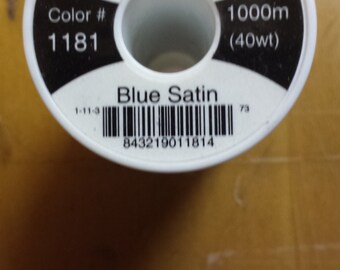 Color #
1181
1000m
(40wt)
Blue Satin
1-11-3
73
843219011814